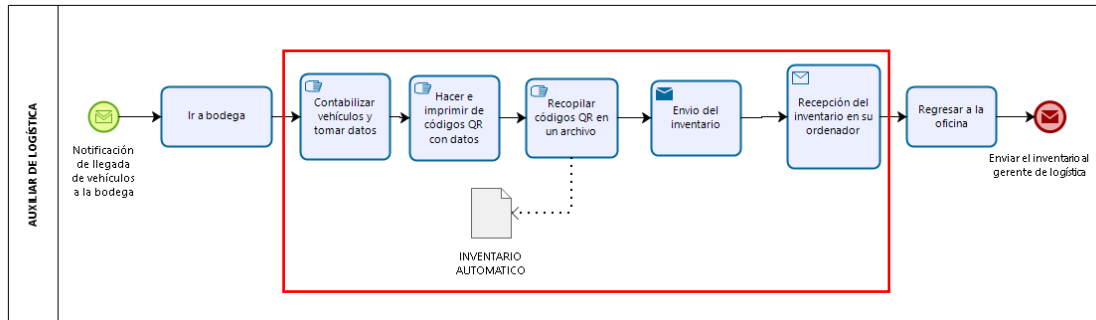 AUXILIAR DE LOGÍSTICA
Notificación
de llegada
de vehículos
a la bodega
Ir a bodega
Contabilizar
vehículos y
tomar datos
Hacer e
imprimir de
códigos QR
con datos
Recopilar
códigos QR en
un archivo
INVENTARIO
AUTOMATICO
Envio del
inventario
Recepción del
inventario en su
ordenador
Regresar a la
oficina
Enviar el inventario al
gerente de logística